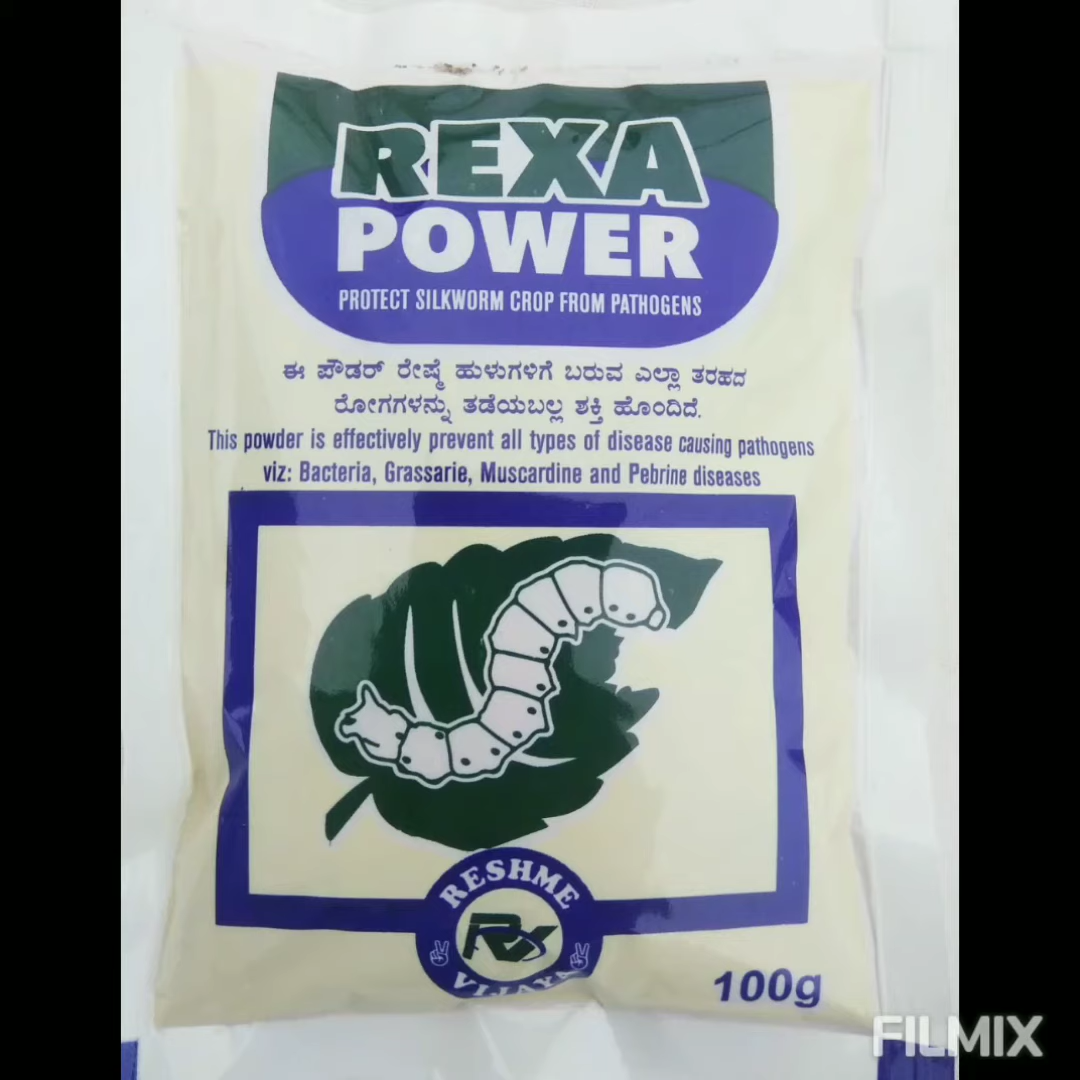 REXA
POWER
PROTECT SILKWORM CROP FROM PATHOGENS
ಈ ಪೌಡರ್ ರೇಷ್ಮೆ ಹುಳುಗಳಿಗೆ ಬರುವ ಎಲ್ಲಾ ತರಹದ
ರೋಗಗಳನ್ನು ತಡೆಯಬಲ್ಲ ಶಕ್ತಿ ಹೊಂದಿದೆ.
This powder is effectively prevent all types of disease causing pathogens
viz: Bacteria, Grassarie, Muscardine and Pebrine diseases
RESHME
RV
VIJAYA
100g
FILMIX